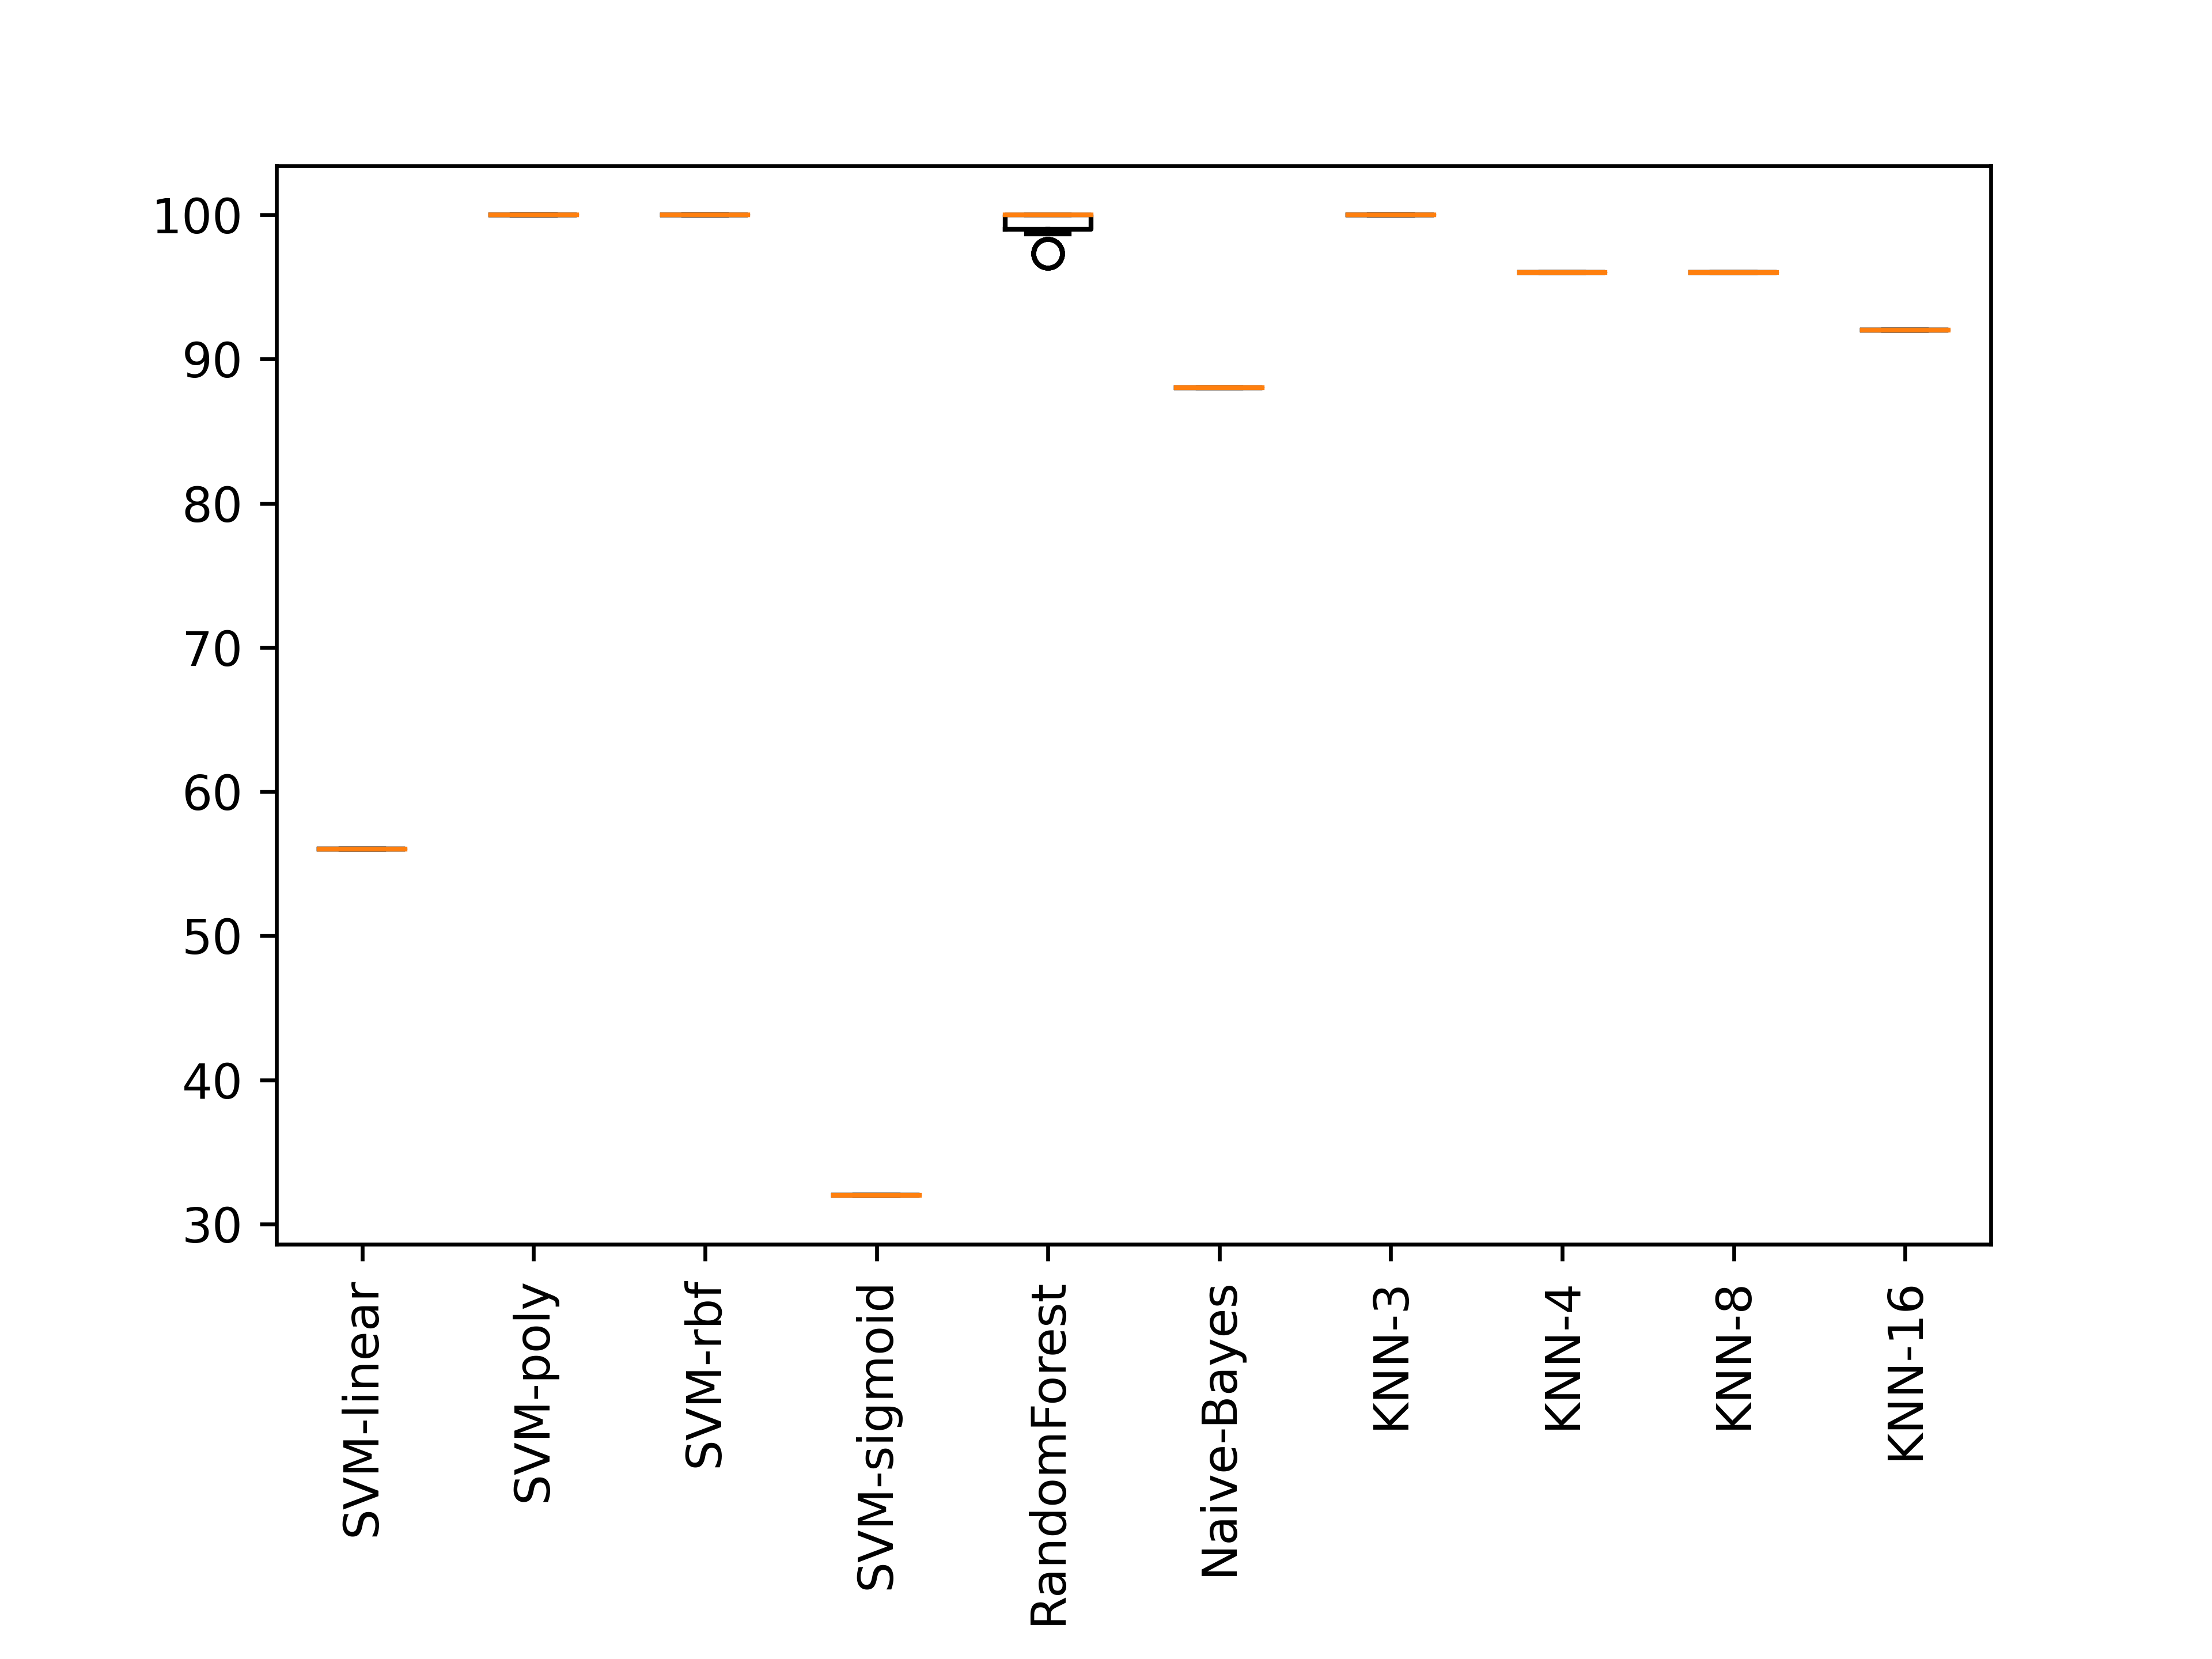 100
90
80
70
60
50
40
30
SVM-linear
SVM-poly
SVM-rbf
SVM-sigmoid
RandomForest
Naive-Bayes
KNN-3
KNN-4
KNN-8
KNN-16